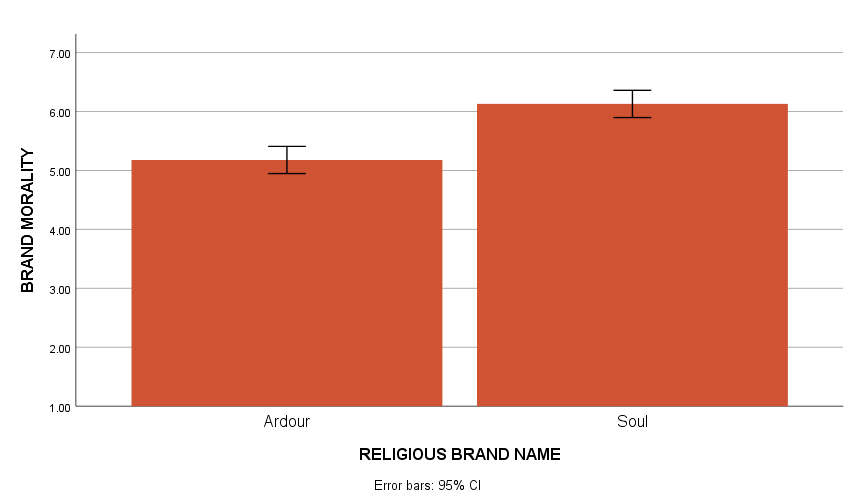 7.00
6.00
5.00
4.00
3.00
2.00
1.00
BRAND MORALITY
Ardour
Soul
RELIGIOUS BRAND NAME
Error bars: 95% CI